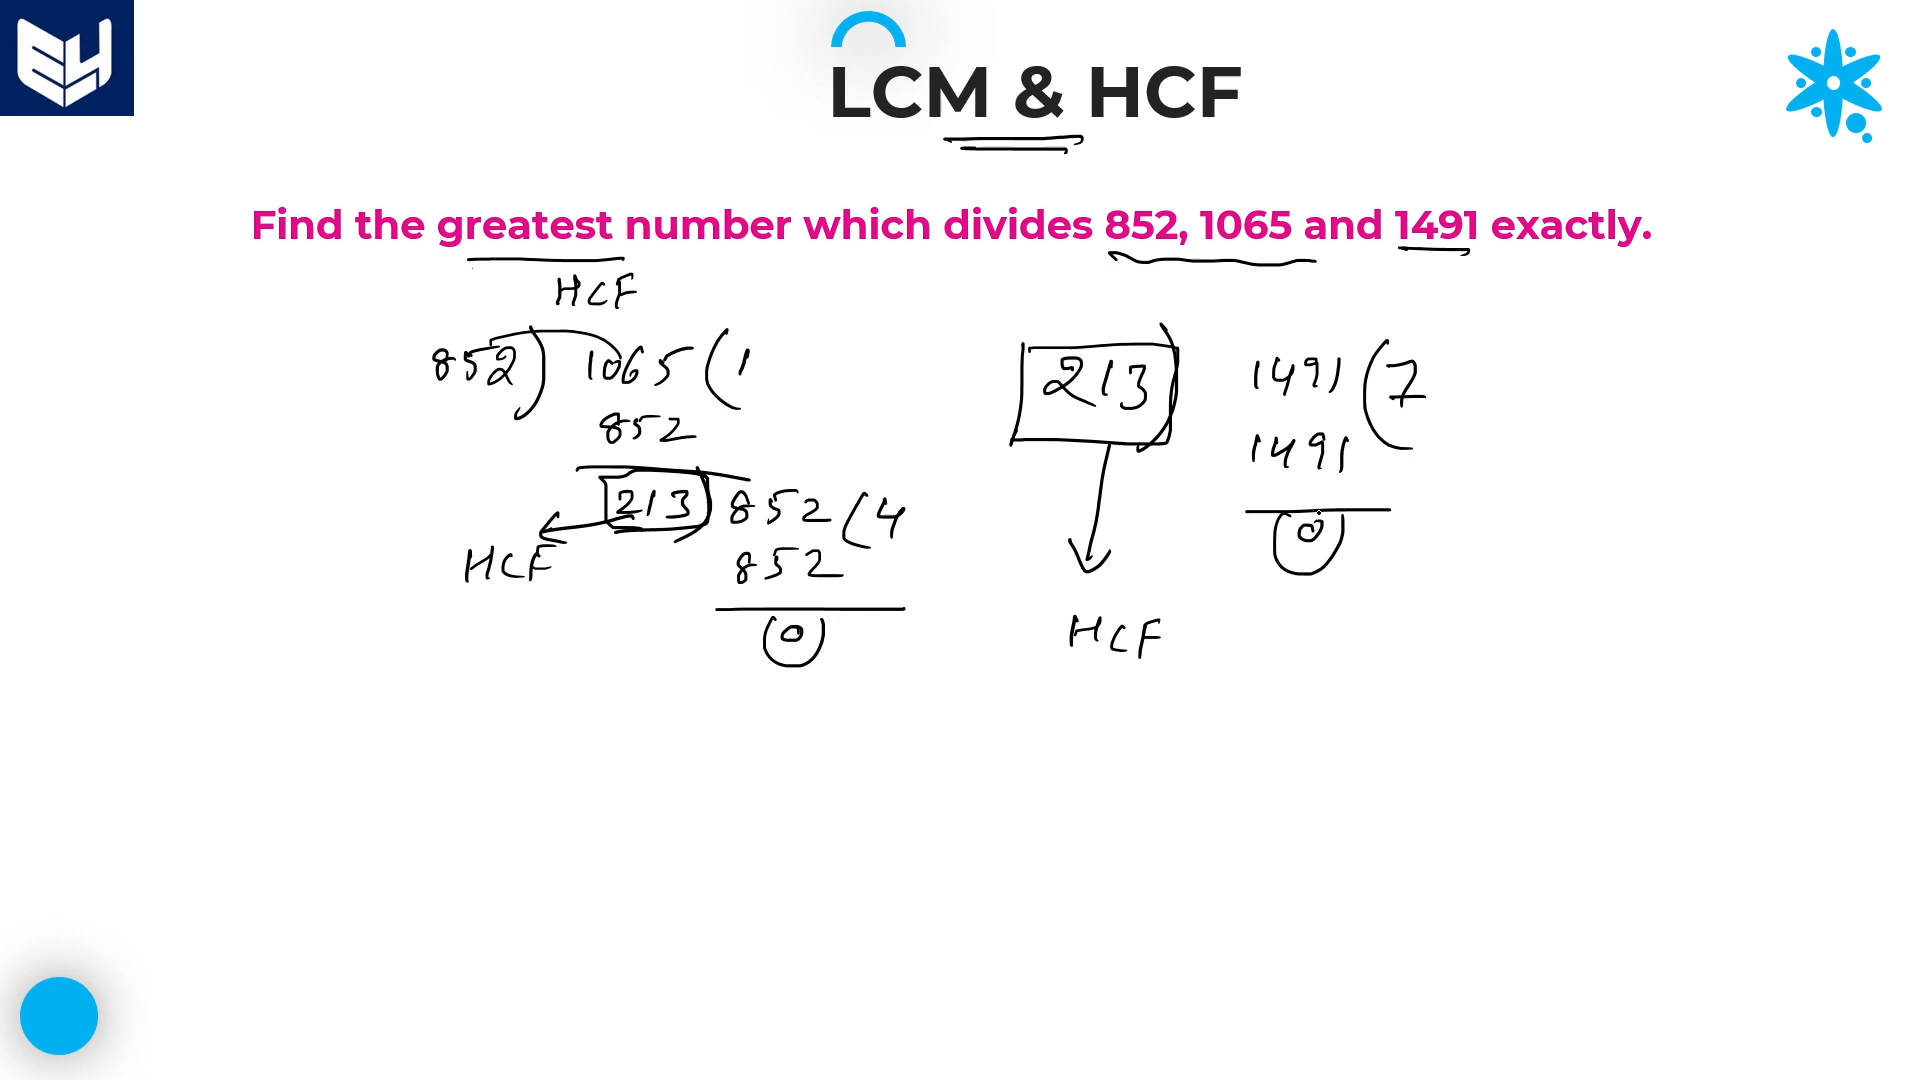 LCM & HCF
Find the greatest number which divides 852, 1065 and 1491 exactly.
HCF
852) 1065 (1
852
213) 852 (4
HCF
852
0
213) 1491 (7
1491
0
HCF